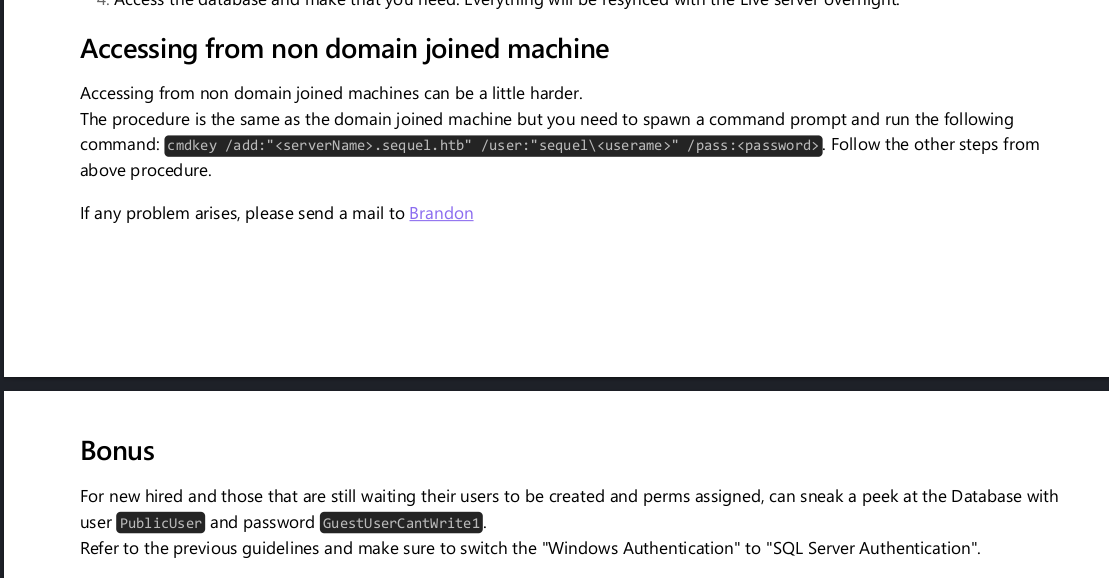 4. Access the database and make that you need. Everything will be resynced with the Live server overnight.
Accessing from non domain joined machine
Accessing from non domain joined machines can be a little harder.
The procedure is the same as the domain joined machine but you need to spawn a command prompt and run the following
command: cmdkey /add:"<serverName>.sequel.htb" /user:"sequel\<userame>" /pass:<password>. Follow the other steps from
above procedure.
If any problem arises, please send a mail to Brandon
Bonus
For new hired and those that are still waiting their users to be created and perms assigned, can sneak a peek at the Database with
user PublicUser and password GuestUserCantWrite1.
Refer to the previous guidelines and make sure to switch the "Windows Authentication" to "SQL Server Authentication".